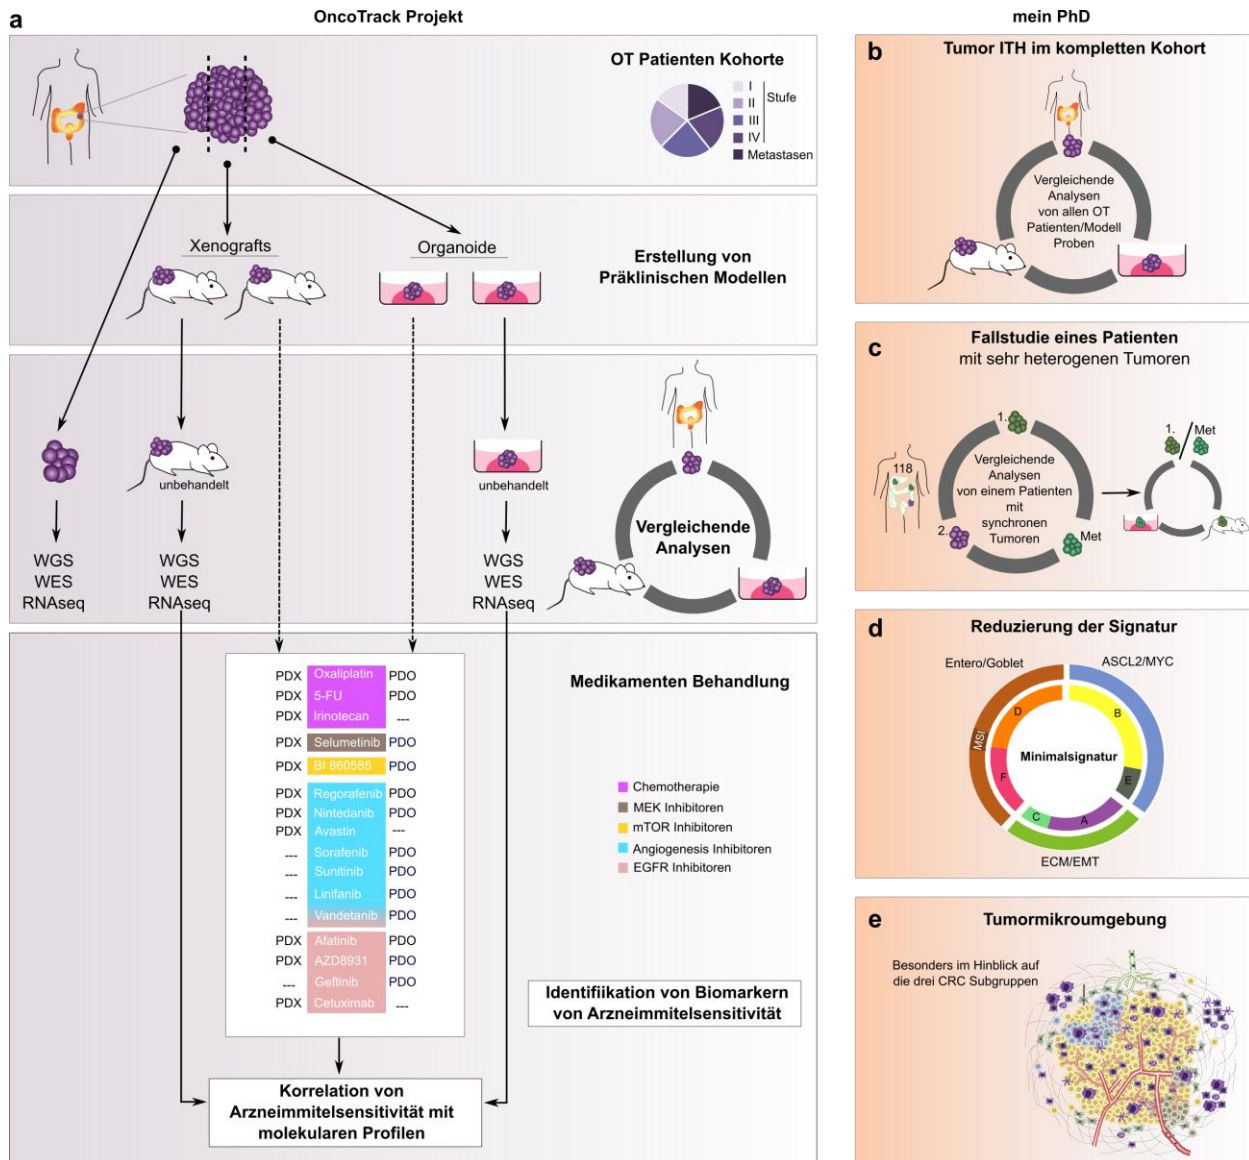 a
OncoTrack Projekt
OT Patienten Kohorte
I
II
III
IV
Stufe
Metastasen
Xenografts
Organoide
Erstellung von
Präklinischen Modellen
unbehandelt
unbehandelt
WGS
WES
RNAseq
WGS
WES
RNAseq
WGS
WES
RNAseq
Vergleichende
Analysen
Medikamenten Behandlung
PDX Oxaliplatin PDO
PDX 5-FU PDO
PDX Irinotecan ---
PDX Selumetinib PDO
PDX BI 860585 PDO
PDX Regorafenib PDO
PDX Nintedanib PDO
PDX Avastin ---
--- Sorafenib PDO
--- Sunitinib PDO
--- Linifanib PDO
--- Vandetanib PDO
PDX Afatinib PDO
PDX AZD8931 PDO
--- Geftinib PDO
PDX Cetuximab ---
Chemotherapie
MEK Inhibitoren
mTOR Inhibitoren
Angiogenesis Inhibitoren
EGFR Inhibitoren
Identifiikation von Biomarkern
von Arzneimmitelsensitivität
Korrelation von
Arzneimmitelsensitivität mit
molekularen Profilen
mein PhD
b
Tumor ITH im kompletten Kohort
Vergleichende
Analysen
von allen OT
Patienten/Modell
Proben
c
Fallstudie eines Patienten
mit sehr heterogenen Tumoren
118
1.
2.
Met
Vergleichende
Analysen
von einem Patienten
mit
synchronen
Tumoren
1.
Met
d
Reduzierung der Signatur
Entero/Goblet
ASCL2/MYC
MSI
D
B
F
E
C
A
Minimalsignatur
ECM/EMT
e
Tumormikroumgebung
Besonders im Hinblick auf
die drei CRC Subgruppen